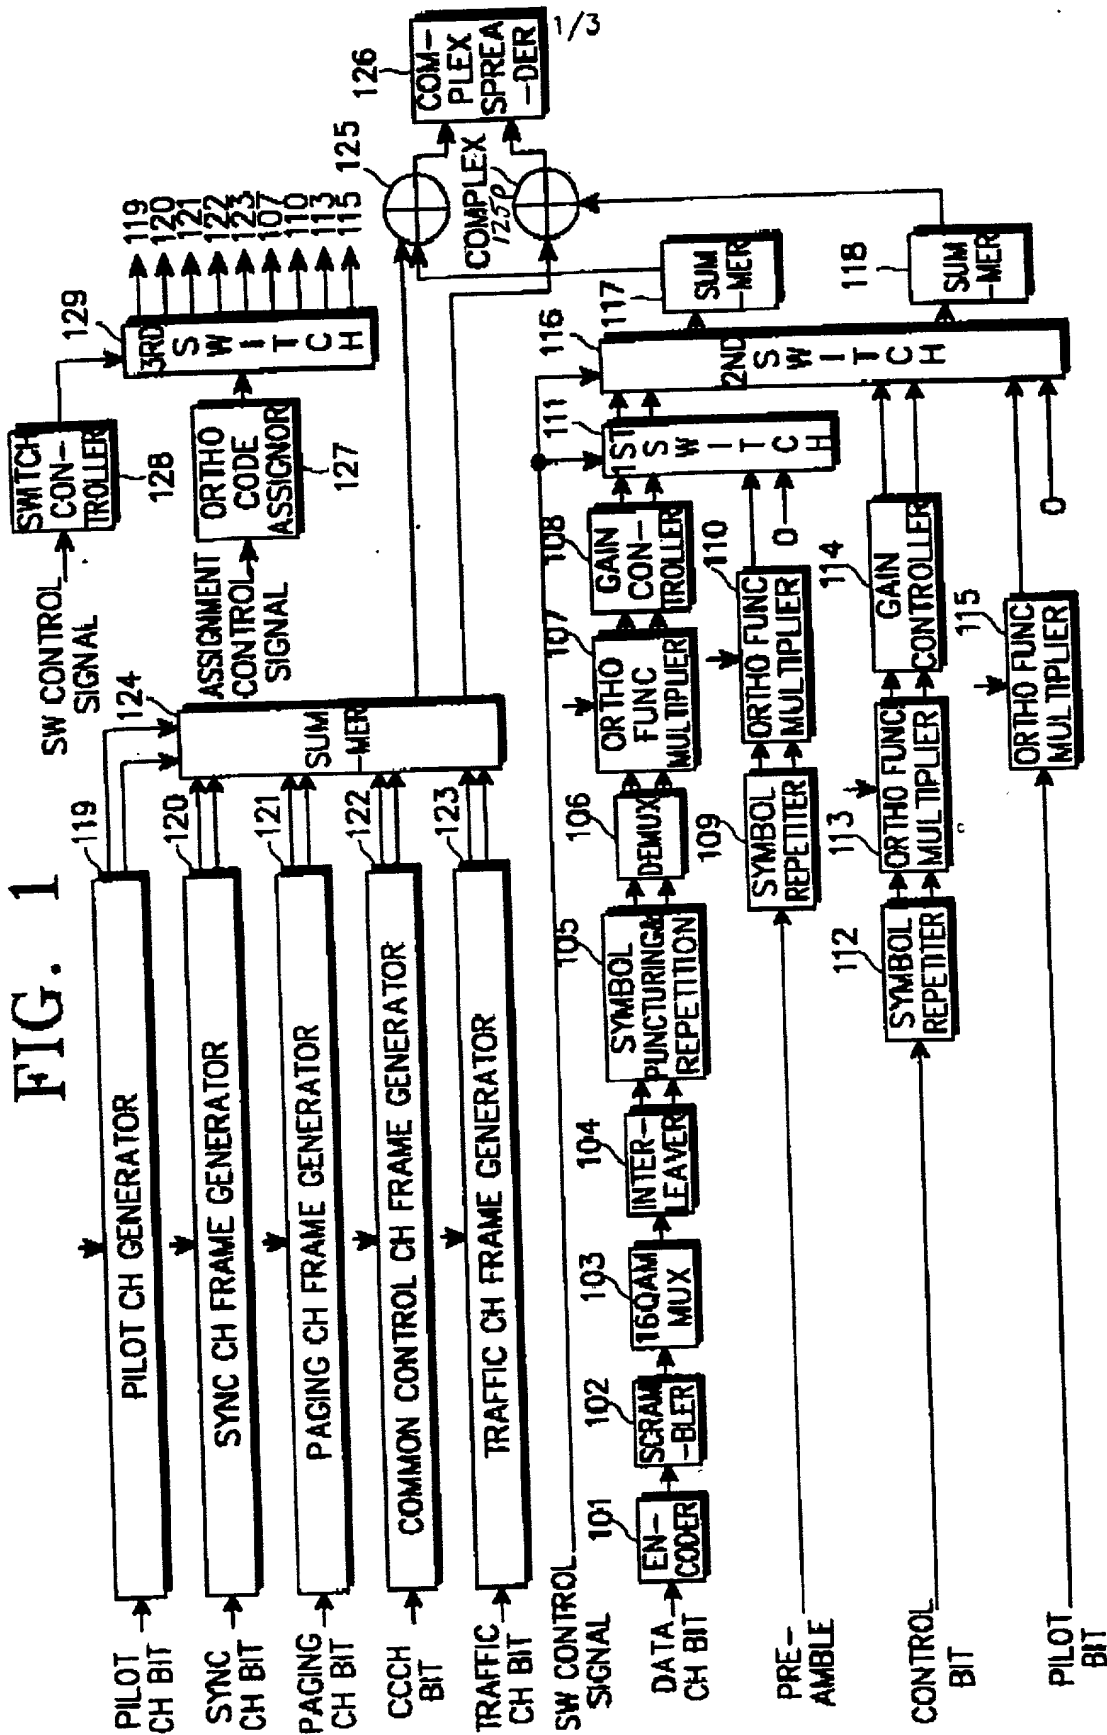 FIG. 1
1/3
PILOT
CH BIT
PILOT CH GENERATOR
119
SYNC
CH BIT
SYNC CH FRAME GENERATOR
120
PAGING
CH BIT
PAGING CH FRAME GENERATOR
121
CCCH
BIT
COMMON CONTROL CH FRAME GENERATOR
122
TRAFFIC
CH BIT
TRAFFIC CH FRAME GENERATOR
123
124
SUM
-MER
SW CONTROL
SIGNAL
SWITCH
CON-
TROLLER
128
ASSIGNMENT
CONTROL
SIGNAL
ORTHO
CODE
ASSIGNOR
127
129
3RD
S
W
I
T
C
H
119
120
121
122
123
107
110
113
115
125
COMPLEX
125p
126
COM-
PLEX
SPREA
-DER
SW CONTROL
SIGNAL
DATA
CH BIT
101
EN-
CODER
102
SCRAM
-BLER
103
16QAM
MUX
104
INTER-
LEAVER
105
SYMBOL
PUNCTURING&
REPETITION
106
DEMUX
107
ORTHO
FUNC
MULTIPLIER
108
GAIN
CON-
TROLLER
111
1ST
S
W
I
T
C
H
116
2ND
S
W
I
T
C
H
117
SUM
-MER
118
SUM
-MER
PRE-
AMBLE
109
SYMBOL
REPETITER
110
ORTHO FUNC
MULTIPLIER
0
CONTROL
BIT
112
SYMBOL
REPETITER
113
ORTHO FUNC
MULTIPLIER
114
GAIN
CONTROLLER
PILOT
BIT
115
ORTHO FUNC
MULTIPLIER
0